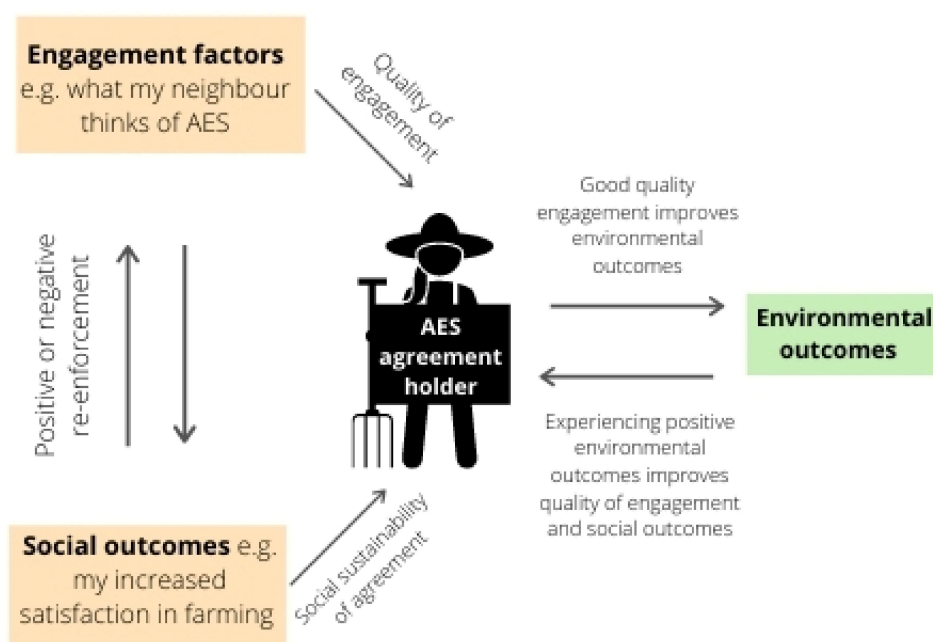 Engagement factors
e.g. what my neighbour
thinks of AES
Quality of
engagement
Good quality
engagement improves
environmental
outcomes
Positive or negative
re-enforcement
AES
agreement
holder
Environmental
outcomes
Experiencing positive
environmental
outcomes improves
quality of engagement
and social outcomes
Social outcomes e.g.
my increased
satisfaction in farming
Social sustainability
of agreement